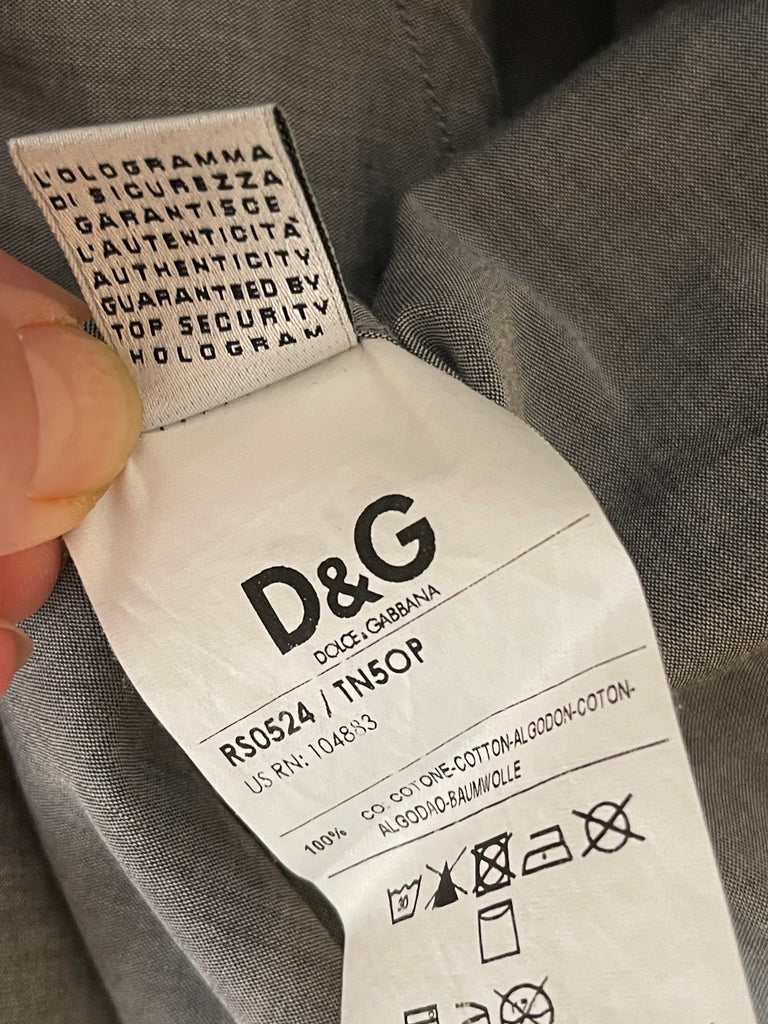 L'OLOGRAMMA
DI SICUREZZA
GARANTISCE
L'AUTENTICITÀ
AUTHENTICITY
GUARANTEED BY
TOP SECURITY
HOLOGRAM
D&G
DOLCE & GABBANA
RS0524 / TN5OP
US RN: 104883
100% CO: COTONE-COTTON-ALGODON-COTON-
ALGODAO-BAUMWOLLE
30